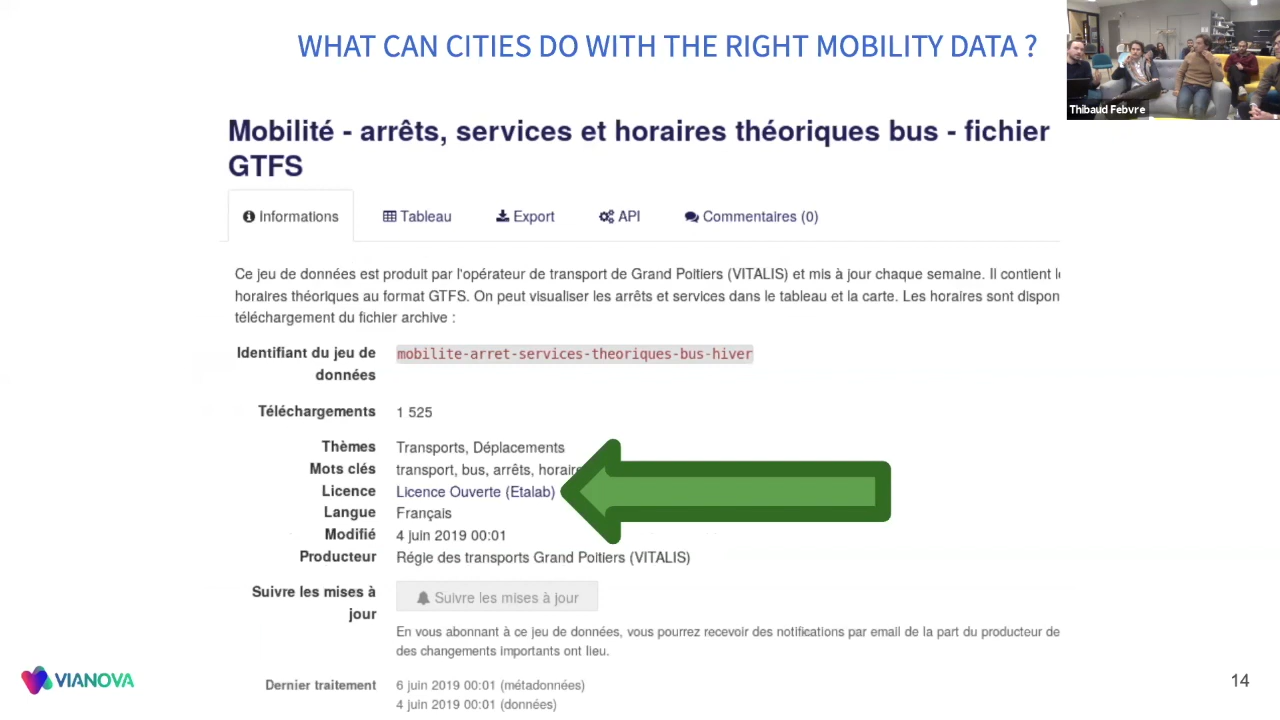 WHAT CAN CITIES DO WITH THE RIGHT MOBILITY DATA ?
Thibaud Febvre
Mobilité - arrêts, services et horaires théoriques bus - fichier
GTFS
Informations Tableau Export API Commentaires (0)
Ce jeu de données est produit par l'opérateur de transport de Grand Poitiers (VITALIS) et mis à jour chaque semaine. Il contient
horaires théoriques au format GTFS. On peut visualiser les arrêts et services dans le tableau et la carte. Les horaires sont dispon
téléchargement du fichier archive :
Identifiant du jeu de
données
mobilite-arret-services-theoriques-bus-hiver
Téléchargements 1 525
Thèmes Transports, Déplacements
Mots clés transport, bus, arrêts, horaire
Licence Licence Ouverte (Etalab)
Langue Français
Modifié 4 juin 2019 00:01
Producteur Régie des transports Grand Poitiers (VITALIS)
Suivre les mises à
jour
Suivre les mises à jour
En vous abonnant à ce jeu de données, vous pourrez recevoir des notifications par email de la part du producteur de
des changements importants ont lieu.
Dernier traitement 6 juin 2019 00:01 (métadonnées)
4 juin 2019 00:01 (données)
VIANOVA
14